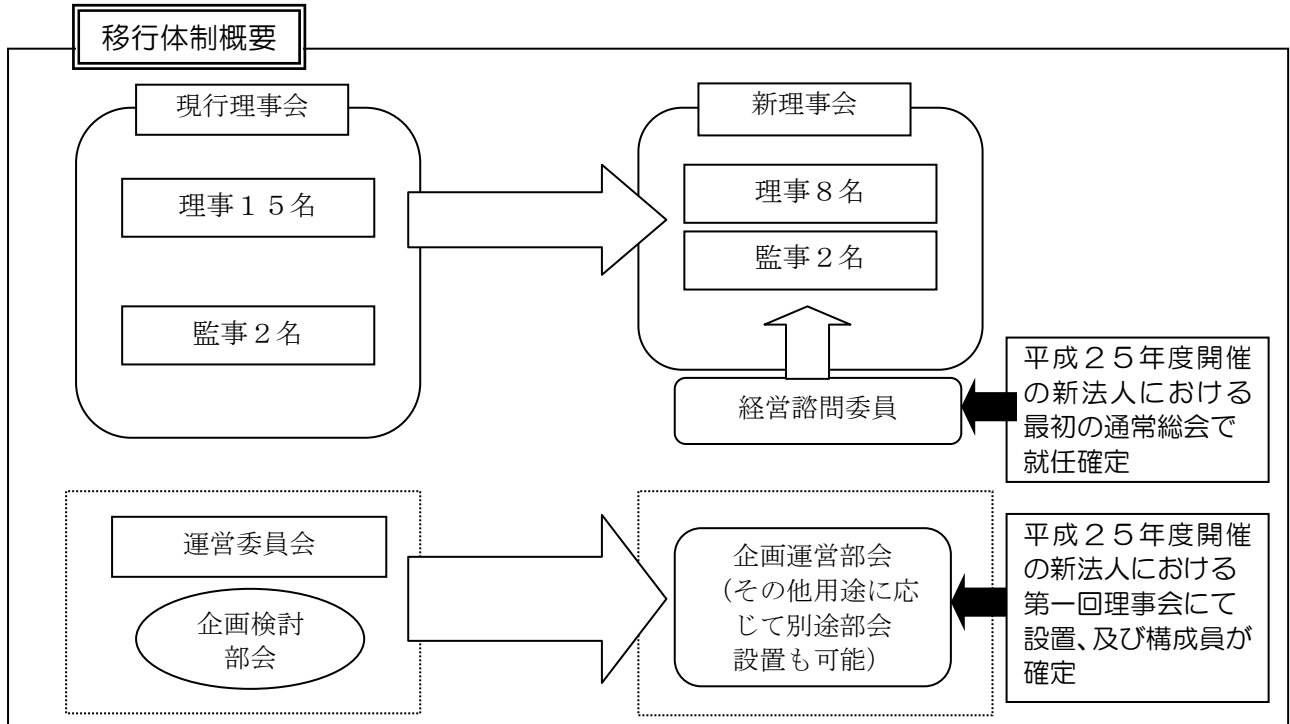 移行体制概要
現行理事会
理事１５名
監事２名
新理事会
理事８名
監事２名
経営諮問委員
平成２５年度開催
の新法人における
最初の通常総会で
就任確定
運営委員会
企画検討
部会
企画運営部会
（その他用途に応
じて別途部会
設置も可能）
平成２５年度開催
の新法人における
第一回理事会にて
設置、及び構成員が
確定